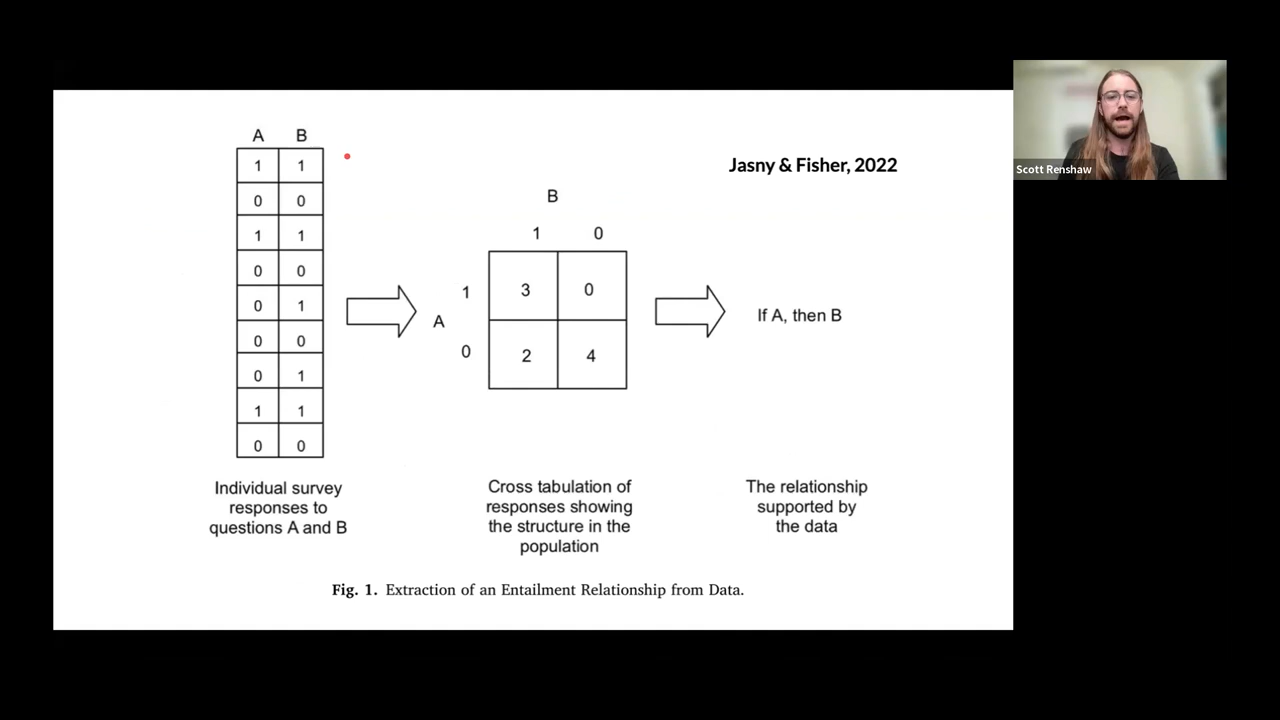 A B
1 1
0 0
1 1
0 0
0 1
0 0
0 1
1 1
0 0
Individual survey
responses to
questions A and B
B
1 0
1 3 0
A
0 2 4
Cross tabulation of
responses showing
the structure in the
population
Jasny & Fisher, 2022
If A, then B
The relationship
supported by
the data
Fig. 1. Extraction of an Entailment Relationship from Data.
Scott Renshaw